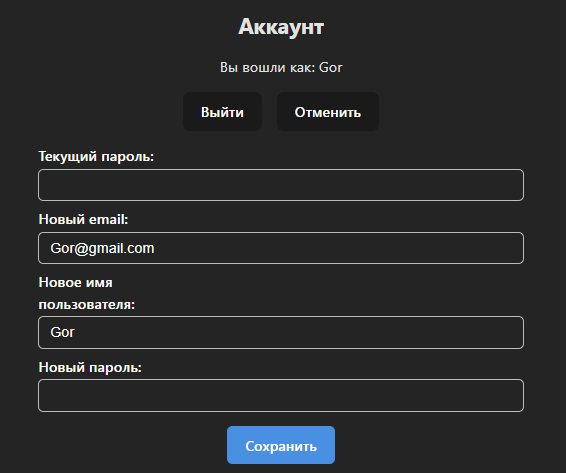 Аккаунт
Вы вошли как: Gor
Выйти Отменить
Текущий пароль:
Новый email:
Gor@gmail.com
Новое имя
пользователя:
Gor
Новый пароль:
Сохранить